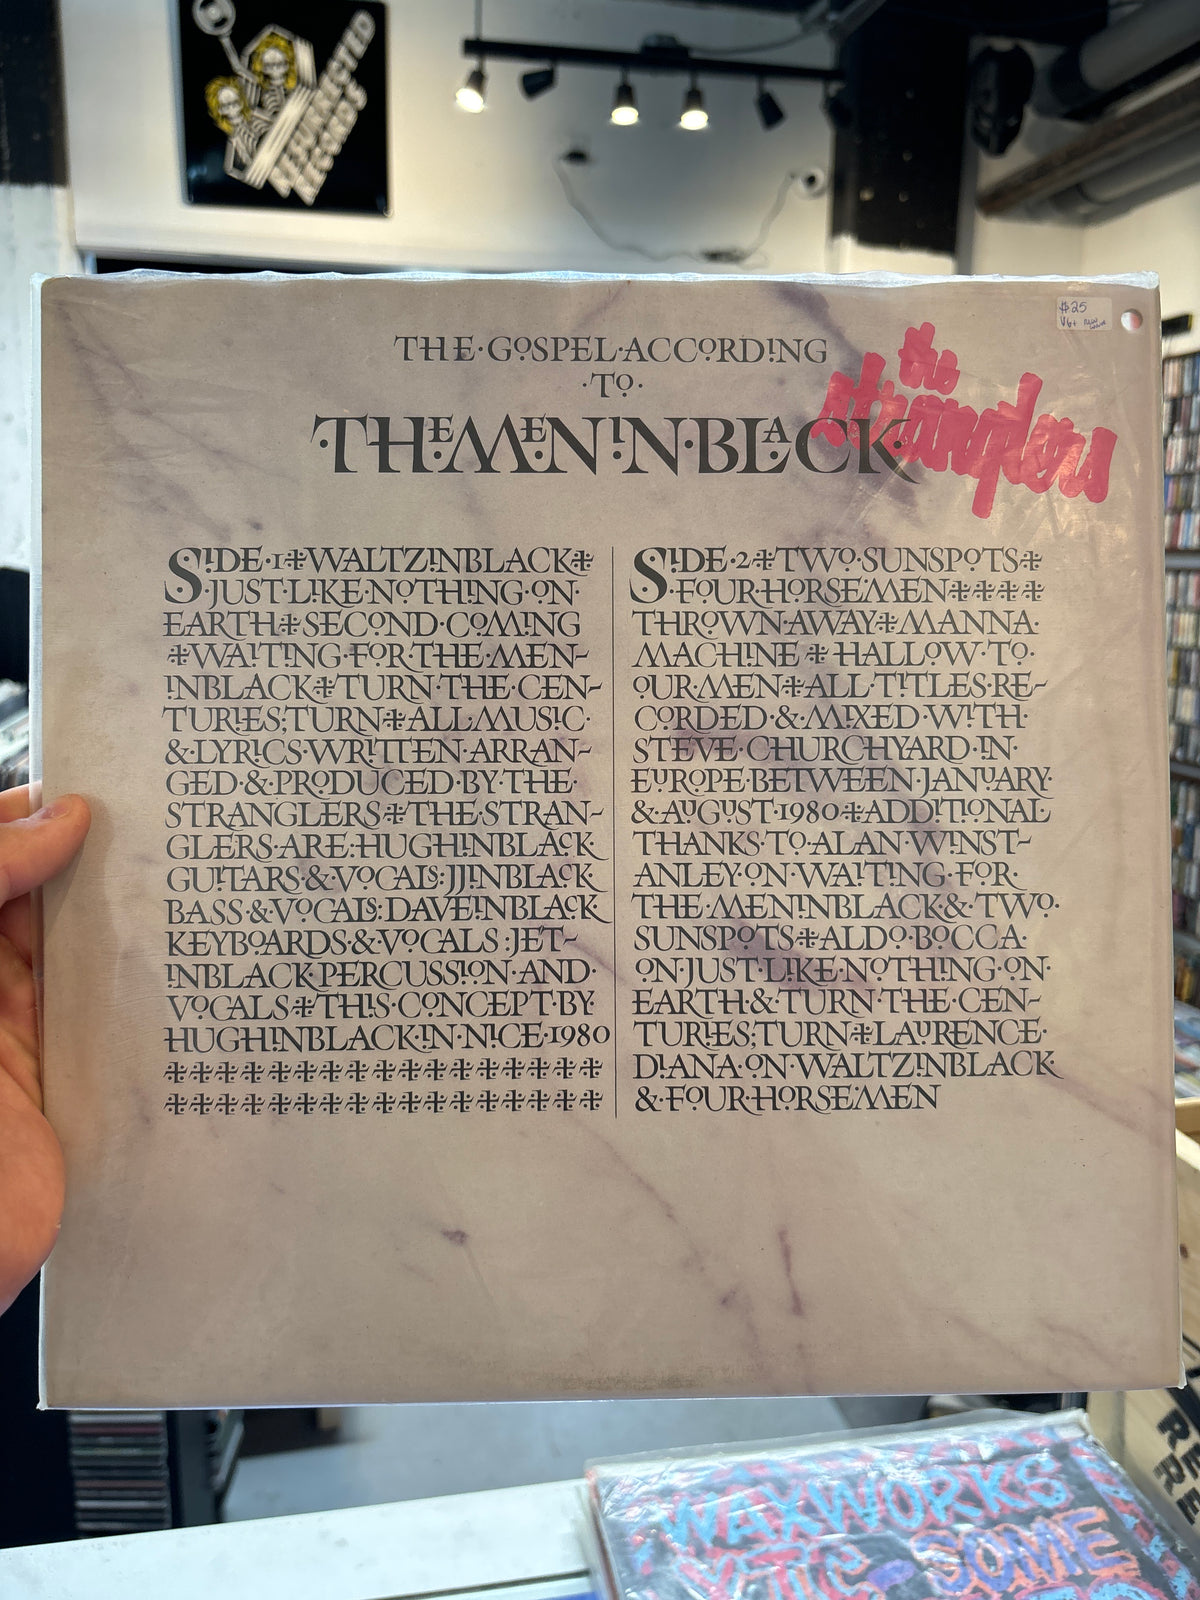 RESURRECTED
RECORDS
$25
VG+
the
stranglers
THE·GOSPEL·ACCORDING
·TO·
·THE·MEN·IN·BLACK·
SIDE·1⁜WALTZINBLACK⁜
·JUST·LIKE·NOTHING·ON·
EARTH⁜SECOND·COMING
⁜WAITING·FOR·THE·MEN-
INBLACK⁜TURN·THE·CEN-
TURIES;TURN⁜ALL·MUSIC·
&·LYRICS·WRITTEN·ARRAN-
GED·&·PRODUCED·BY·THE·
STRANGLERS⁜THE·STRAN-
GLERS·ARE:HUGHINBLACK·
GUITARS·&·VOCALS:JJINBLACK·
BASS·&·VOCALS:DAVEINBLACK
KEYBOARDS·&·VOCALS:JET-
INBLACK·PERCUSSION·AND·
VOCALS⁜THIS·CONCEPT·BY·
HUGHINBLACK·IN·NICE·1980
⁜⁜⁜⁜⁜⁜⁜⁜⁜⁜⁜⁜⁜⁜⁜⁜⁜
⁜⁜⁜⁜⁜⁜⁜⁜⁜⁜⁜⁜⁜⁜⁜⁜⁜
SIDE·2⁜TWO·SUNSPOTS⁜
·FOUR·HORSEMEN⁜⁜⁜⁜
THROWN·AWAY⁜MANNA·
MACHINE⁜HALLOW·TO·
OUR·MEN⁜ALL·TITLES·RE-
CORDED·&·MIXED·WITH·
STEVE·CHURCHYARD·IN·
EUROPE·BETWEEN·JANUARY·
&·AUGUST·1980⁜ADDITIONAL
THANKS·TO·ALAN·WINST-
ANLEY·ON·WAITING·FOR·
THE·MENINBLACK·&·TWO·
SUNSPOTS⁜ALDO·BOCCA·
ON·JUST·LIKE·NOTHING·ON·
EARTH·&·TURN·THE·CEN-
TURIES;TURN⁜LAURENCE·
DIANA·ON·WALTZINBLACK
&·FOUR·HORSEMEN
WAXWORKS
XTC-SOME